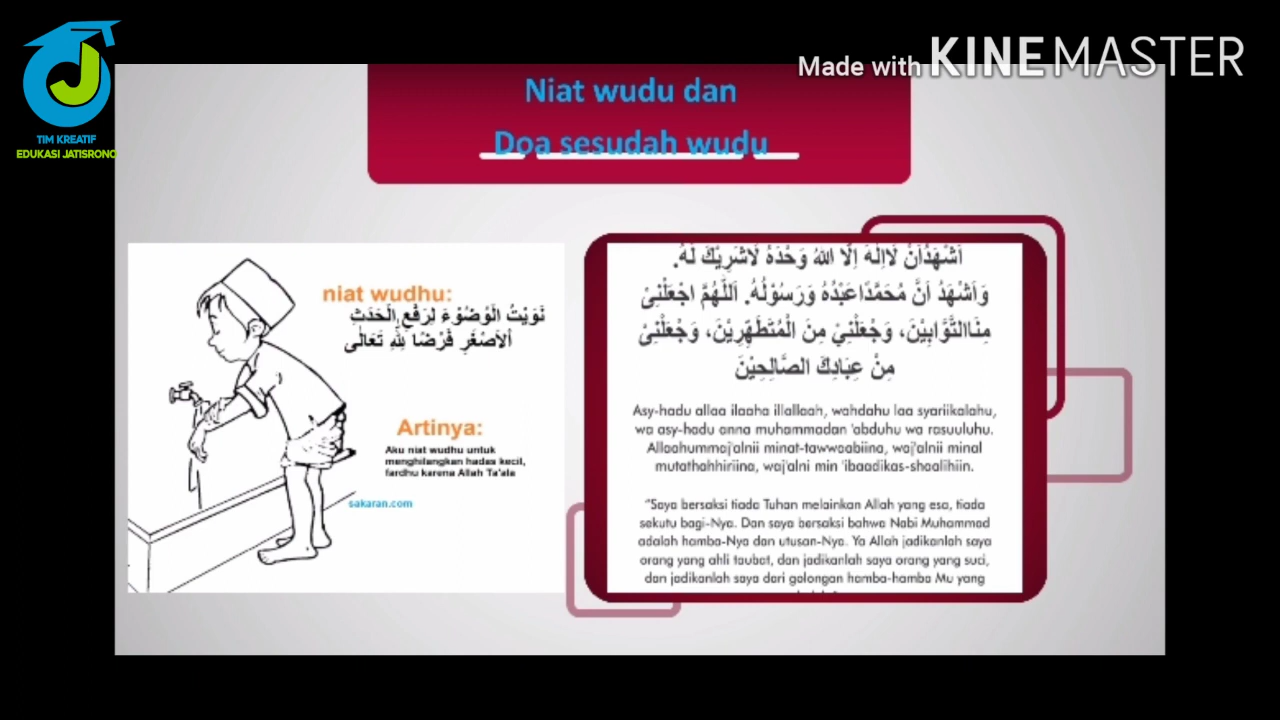 Made with KINEMASTER
TIM KREATIF
EDUKASI JATISRONO
Niat wudu dan
Doa sesudah wudu
niat wudhu:
نَوَيْتُ الْوُضُوْءَ لِرَفْعِ الْحَدَثِ
الْاَصْغَرِ فَرْضًا لِلّٰهِ تَعَالَى
Artinya:
Aku niat wudhu untuk
menghilangkan hadas kecil,
fardhu karena Allah Ta'ala
sakaran.com
اَشْهَدُاَنْ لَااِلٰهَ اِلَّا اللهُ وَحْدَهُ لَاشَرِيْكَ لَهُ.
وَاَشْهَدُ اَنَّ مُحَمَّدًاعَبْدُهُ وَرَسُوْلُهُ. اَللّٰهُمَّ اجْعَلْنِىْ
مِنَاالتَّوَّابِيْنَ، وَجْعَلْنِيْ مِنَ الْمُتَطَهِّرِيْنَ، وَجْعَلْنِىْ
مِنْ عِبَادِكَ الصَّالِحِيْنَ
Asy-hadu allaa ilaaha illallaah, wahdahu laa syariikalahu,
wa asy-hadu anna muhammadan 'abduhu wa rasuuluhu.
Allaahummaj'alnii minat-tawwaabiina, waj'alnii minal
mutathahhiriina, waj'alni min 'ibaadikas-shaalihiin.
"Saya bersaksi tiada Tuhan melainkan Allah yang esa, tiada
sekutu bagi-Nya. Dan saya bersaksi bahwa Nabi Muhammad
adalah hamba-Nya dan utusan-Nya. Ya Allah jadikanlah saya
orang yang ahli taubat, dan jadikanlah saya orang yang suci,
dan jadikanlah saya dari golongan hamba-hamba Mu yang